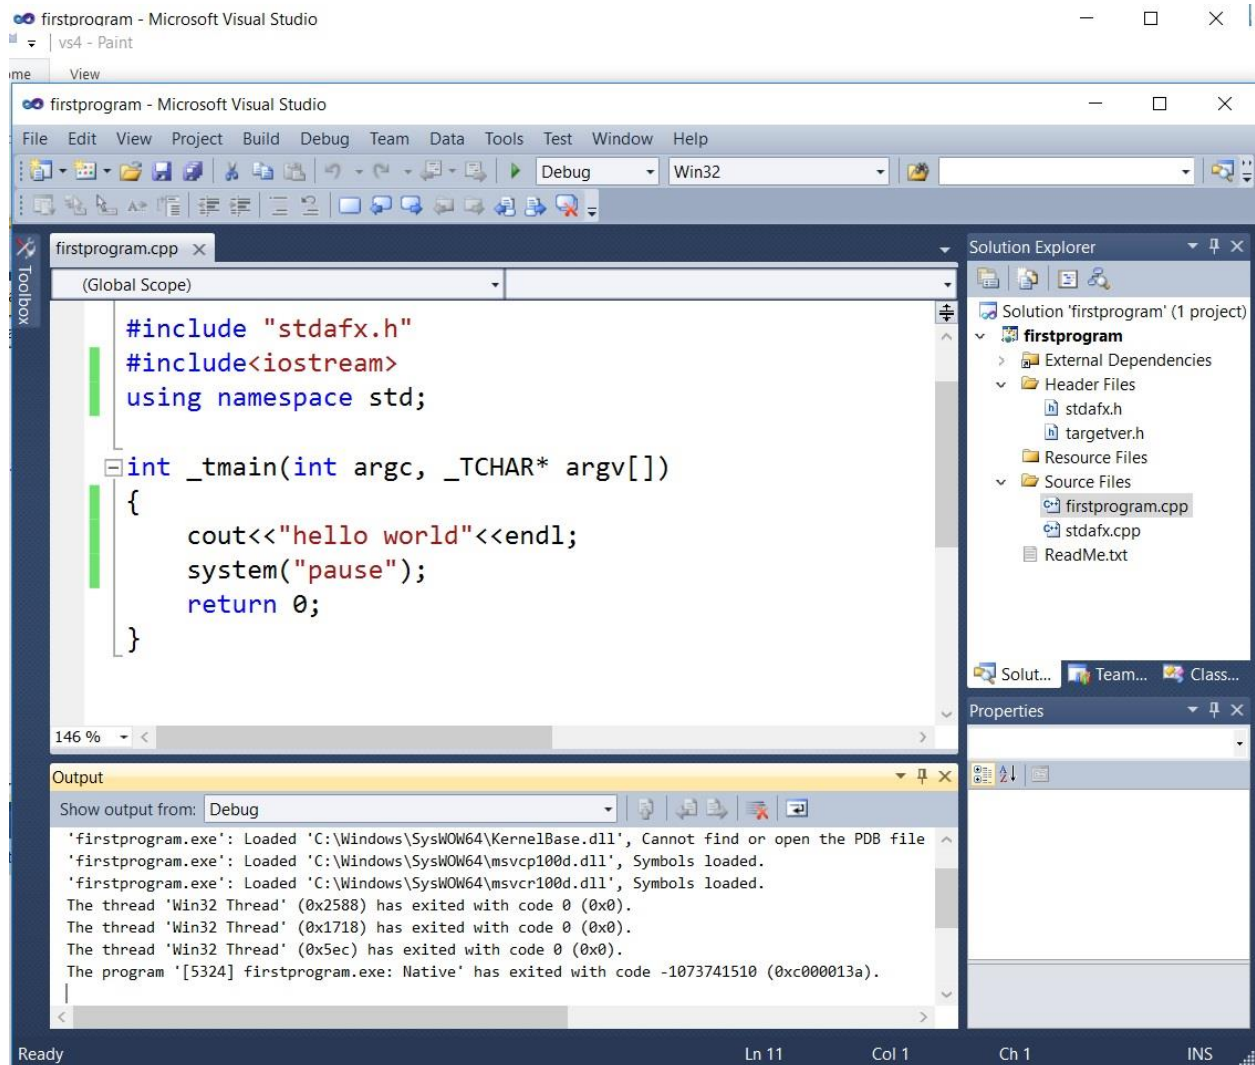 firstprogram - Microsoft Visual Studio
vs4 - Paint
ome View
firstprogram - Microsoft Visual Studio
File Edit View Project Build Debug Team Data Tools Test Window Help
Debug Win32
Toolbox
firstprogram.cpp
(Global Scope)
#include "stdafx.h"
#include<iostream>
using namespace std;
int _tmain(int argc, _TCHAR* argv[])
{
cout<<"hello world"<<endl;
system("pause");
return 0;
}
146 %
Solution Explorer
Solution 'firstprogram' (1 project)
firstprogram
External Dependencies
Header Files
stdafx.h
targetver.h
Resource Files
Source Files
firstprogram.cpp
stdafx.cpp
ReadMe.txt
Solut... Team... Class...
Properties
Output
Show output from: Debug
'firstprogram.exe': Loaded 'C:\Windows\SysWOW64\KernelBase.dll', Cannot find or open the PDB file
'firstprogram.exe': Loaded 'C:\Windows\SysWOW64\msvcp100d.dll', Symbols loaded.
'firstprogram.exe': Loaded 'C:\Windows\SysWOW64\msvcr100d.dll', Symbols loaded.
The thread 'Win32 Thread' (0x2588) has exited with code 0 (0x0).
The thread 'Win32 Thread' (0x1718) has exited with code 0 (0x0).
The thread 'Win32 Thread' (0x5ec) has exited with code 0 (0x0).
The program '[5324] firstprogram.exe: Native' has exited with code -1073741510 (0xc000013a).
Ready Ln 11 Col 1 Ch 1 INS